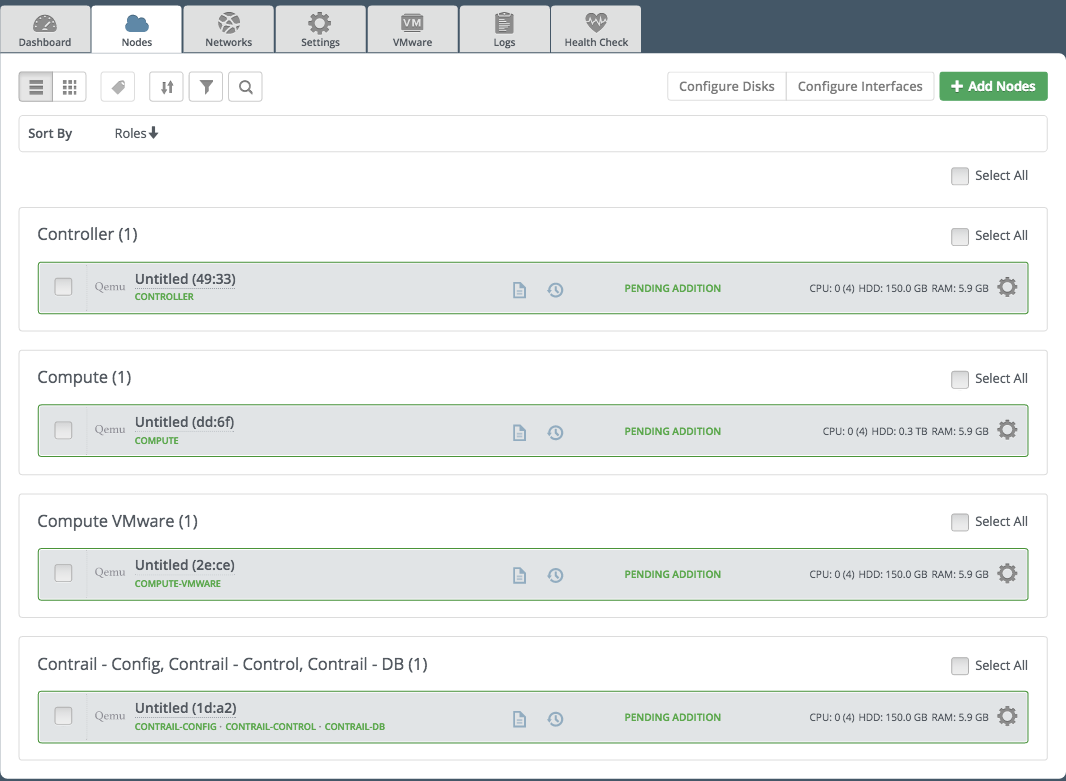 Dashboard Nodes Networks Settings VMware Logs Health Check
Configure Disks Configure Interfaces + Add Nodes
Sort By Roles
Select All
Controller (1) Select All
Qemu Untitled (49:33) PENDING ADDITION CPU: 0 (4) HDD: 150.0 GB RAM: 5.9 GB
CONTROLLER
Compute (1) Select All
Qemu Untitled (dd:6f) PENDING ADDITION CPU: 0 (4) HDD: 0.3 TB RAM: 5.9 GB
COMPUTE
Compute VMware (1) Select All
Qemu Untitled (2e:ce) PENDING ADDITION CPU: 0 (4) HDD: 150.0 GB RAM: 5.9 GB
COMPUTE-VMWARE
Contrail - Config, Contrail - Control, Contrail - DB (1) Select All
Qemu Untitled (1d:a2) PENDING ADDITION CPU: 0 (4) HDD: 150.0 GB RAM: 5.9 GB
CONTRAIL-CONFIG · CONTRAIL-CONTROL · CONTRAIL-DB